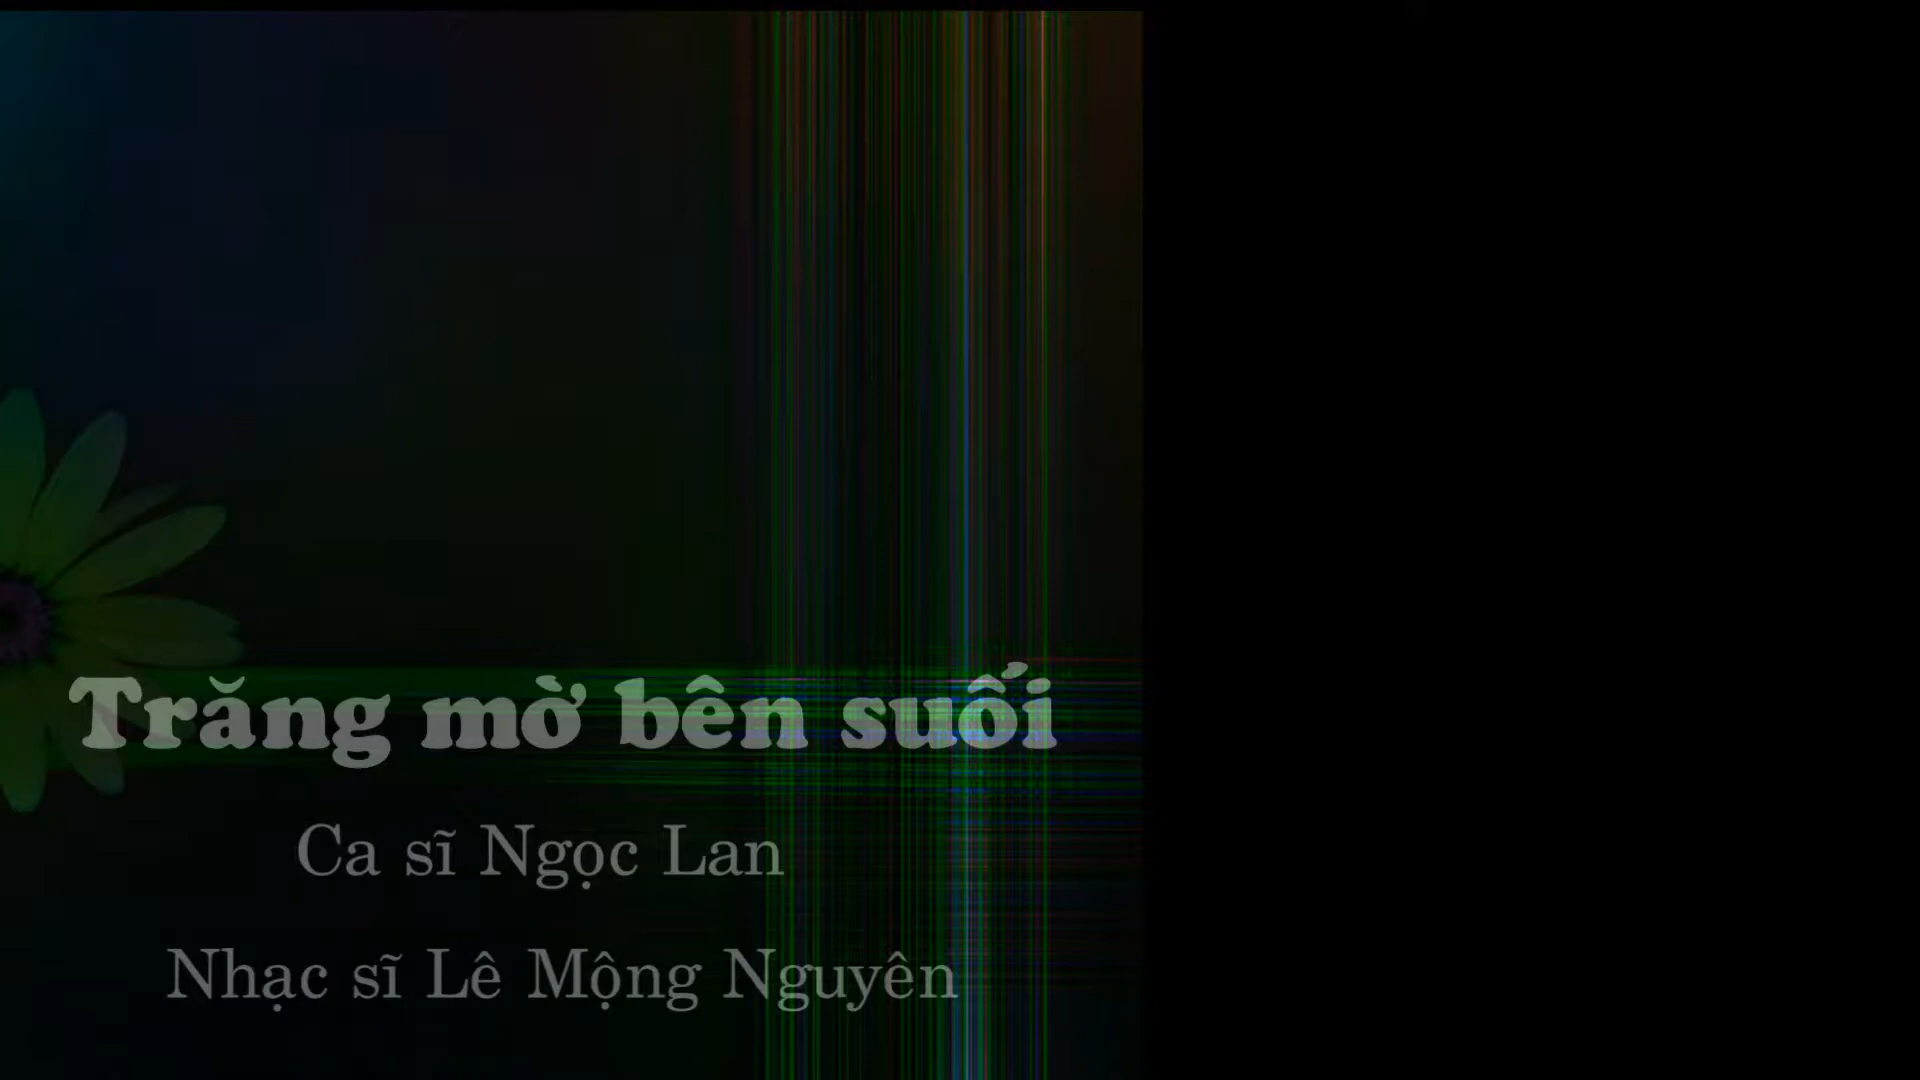 Trăng mờ bên suối
Ca sĩ Ngọc Lan
Nhạc sĩ Lê Mộng Nguyên